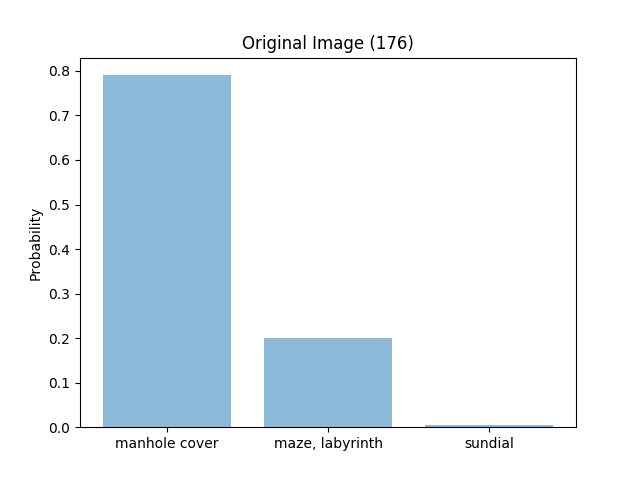 Original Image (176)
0.8
0.7
0.6
0.5
0.4
0.3
0.2
0.1
0.0
Probability
manhole cover
maze, labyrinth
sundial